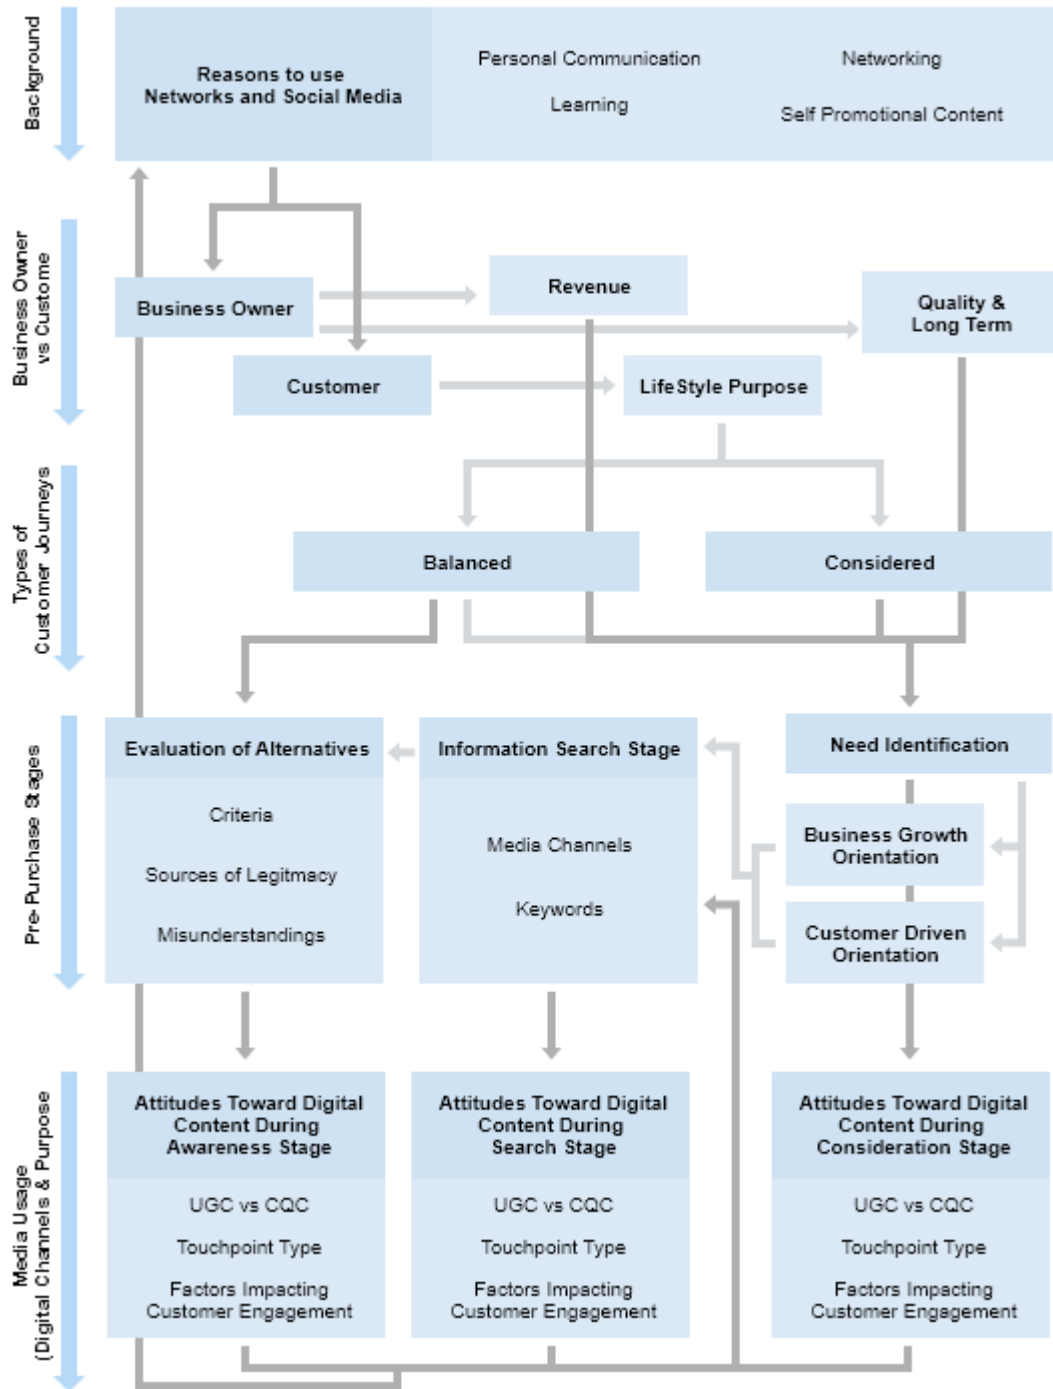 Background
Reasons to use
Networks and Social Media
Personal Communication
Networking
Learning
Self Promotional Content
Business Owner
vs Custome
Business Owner
Revenue
Quality &
Long Term
Customer
LifeStyle Purpose
Types of
Customer Journeys
Balanced
Considered
Pre-Purchase Stages
Evaluation of Alternatives
Criteria
Sources of Legitmacy
Misunderstandings
Information Search Stage
Media Channels
Keywords
Need Identification
Business Growth
Orientation
Customer Driven
Orientation
Media Usage
(Digital Channels & Purpose
Attitudes Toward Digital
Content During
Awareness Stage
UGC vs CQC
Touchpoint Type
Factors Impacting
Customer Engagement
Attitudes Toward Digital
Content During
Search Stage
UGC vs CQC
Touchpoint Type
Factors Impacting
Customer Engagement
Attitudes Toward Digital
Content During
Consideration Stage
UGC vs CQC
Touchpoint Type
Factors Impacting
Customer Engagement